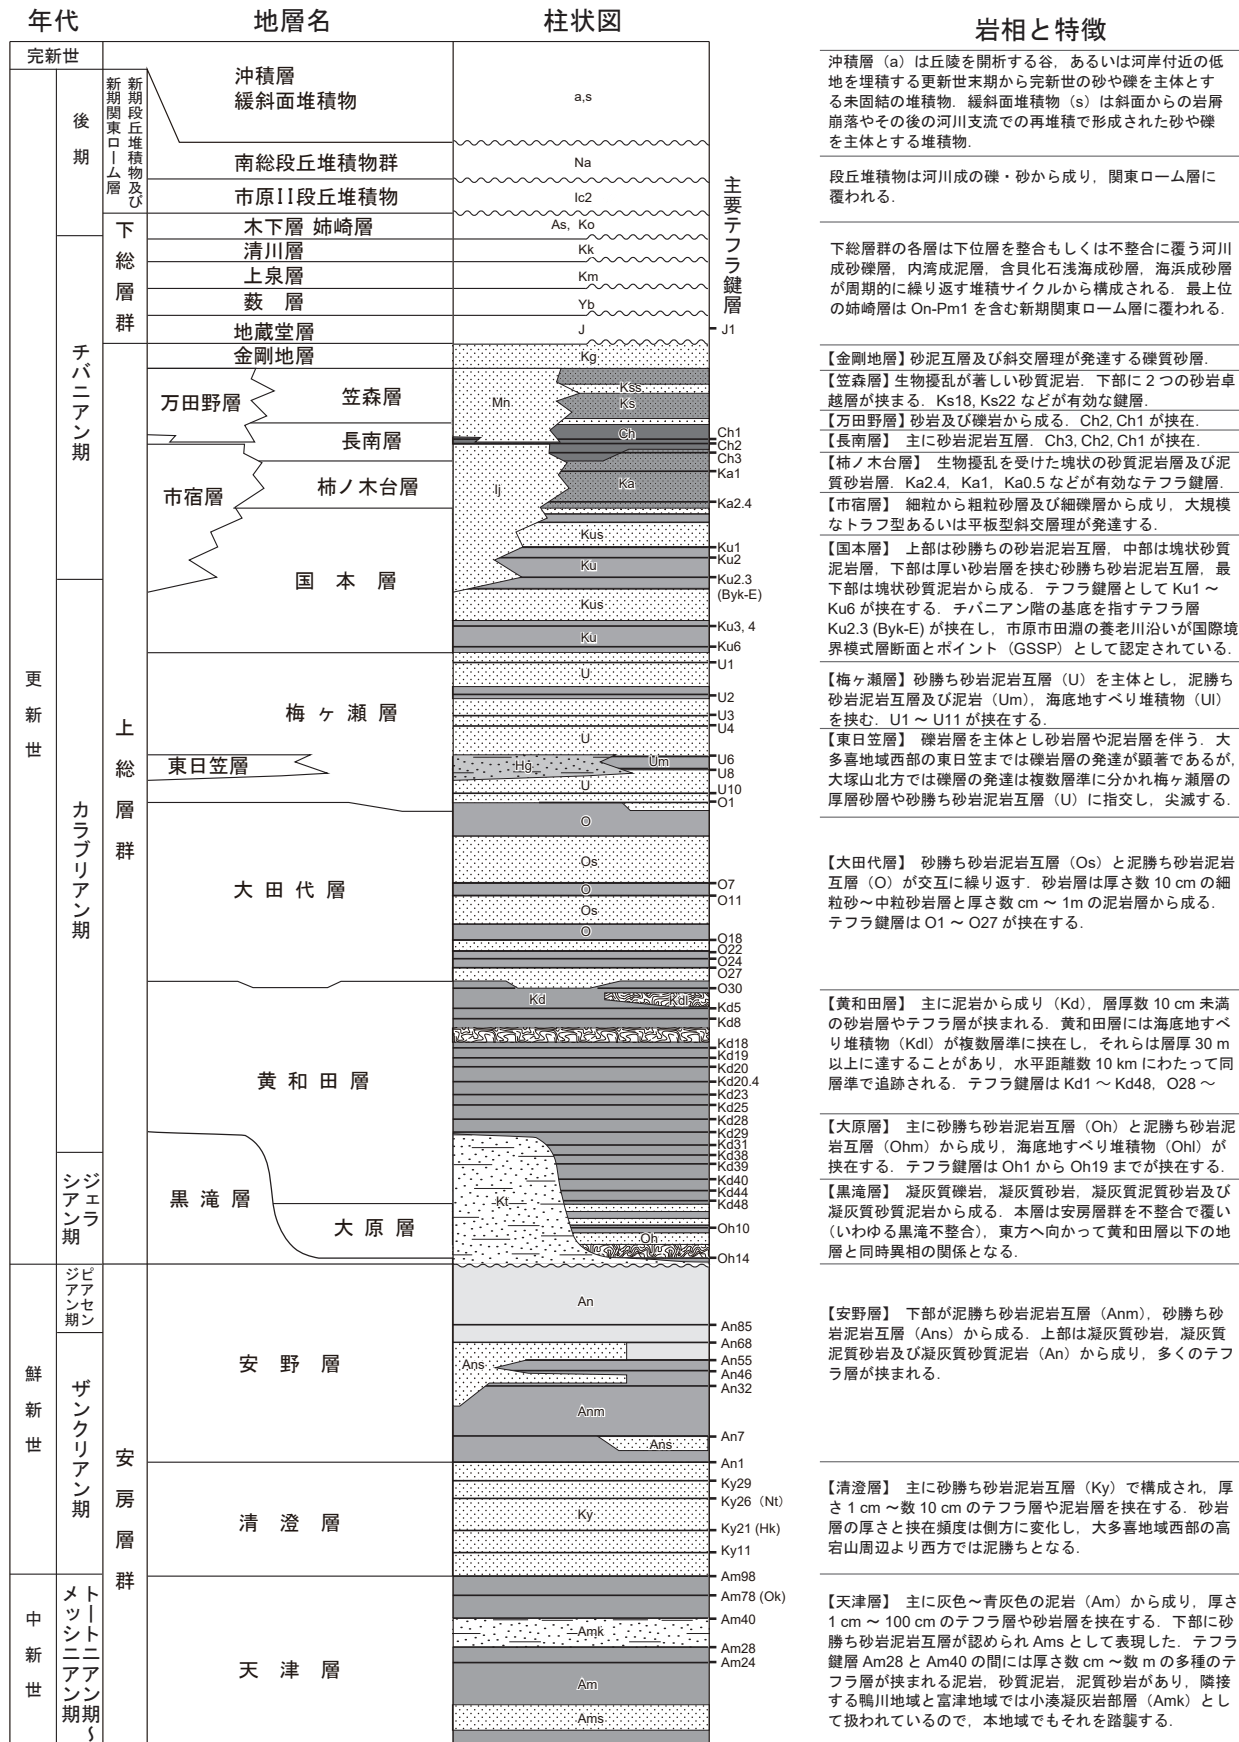 年代
地層名
柱状図
岩相と特徴
完新世
更新世
鮮新世
中新世
後期
チバニアン期
カラブリアン期
ジェラシアン期
ピアセンジアン期
ザンクリアン期
トートニアン期～メッシニアン期
新期段丘堆積物及び新期関東ローム層
下総層群
上総層群
安房層群
沖積層
緩斜面堆積物
南総段丘堆積物群
市原II段丘堆積物
木下層 姉崎層
清川層
上泉層
薮 層
地蔵堂層
金剛地層
万田野層
笠森層
長南層
市宿層
柿ノ木台層
国 本 層
梅 ヶ 瀬 層
東日笠層
大 田 代 層
黄 和 田 層
黒 滝 層
大 原 層
安 野 層
清 澄 層
天 津 層
a,s
Na
Ic2
As, Ko
Kk
Km
Yb
J
Kg
Mn
Kss
Ks
Ch
Ij
Ka
Kus
Ku
Kus
Ku
U
U
Hg
Um
U
O
Os
O
Os
O
Kd
Kdl
Kt
Oh
An
Ans
Anm
Ans
Ky
Amk
Am
Ams
主要テフラ鍵層
J1
Ch1
Ch2
Ch3
Ka1
Ka2.4
Ku1
Ku2
Ku2.3
(Byk-E)
Ku3, 4
Ku6
U1
U2
U3
U4
U6
U8
U10
O1
O7
O11
O18
O22
O24
O27
O30
Kd5
Kd8
Kd18
Kd19
Kd20
Kd20.4
Kd23
Kd25
Kd28
Kd29
Kd31
Kd38
Kd39
Kd40
Kd44
Kd48
Oh10
Oh14
An85
An68
An55
An46
An32
An7
An1
Ky29
Ky26（Nt）
Ky21 (Hk)
Ky11
Am98
Am78 (Ok)
Am40
Am28
Am24
沖積層（a）は丘陵を開析する谷，あるいは河岸付近の低
地を埋積する更新世末期から完新世の砂や礫を主体とす
る未固結の堆積物．緩斜面堆積物（s）は斜面からの岩屑
崩落やその後の河川支流での再堆積で形成された砂や礫
を主体とする堆積物．
段丘堆積物は河川成の礫・砂から成り，関東ローム層に
覆われる．
下総層群の各層は下位層を整合もしくは不整合に覆う河川
成砂礫層，内湾成泥層，含貝化石浅海成砂層，海浜成砂層
が周期的に繰り返す堆積サイクルから構成される．最上位
の姉崎層は On-Pm1 を含む新期関東ローム層に覆われる．
【金剛地層】砂泥互層及び斜交層理が発達する礫質砂層．
【笠森層】生物擾乱が著しい砂質泥岩．下部に 2 つの砂岩卓
越層が挟まる．Ks18, Ks22 などが有効な鍵層．
【万田野層】砂岩及び礫岩から成る．Ch2, Ch1 が挟在．
【長南層】 主に砂岩泥岩互層．Ch3, Ch2, Ch1 が挟在．
【柿ノ木台層】 生物擾乱を受けた塊状の砂質泥岩層及び泥
質砂岩層．Ka2.4，Ka1，Ka0.5 などが有効なテフラ鍵層．
【市宿層】 細粒から粗粒砂層及び細礫層から成り，大規模
なトラフ型あるいは平板型斜交層理が発達する．
【国本層】 上部は砂勝ちの砂岩泥岩互層，中部は塊状砂質
泥岩層，下部は厚い砂岩層を挟む砂勝ち砂岩泥岩互層，最
下部は塊状砂質泥岩から成る．テフラ鍵層として Ku1 ～
Ku6 が挟在する．チバニアン階の基底を指すテフラ層
Ku2.3 (Byk-E) が挟在し，市原市田淵の養老川沿いが国際境
界模式層断面とポイント（GSSP）として認定されている．
【梅ヶ瀬層】砂勝ち砂岩泥岩互層（U）を主体とし，泥勝ち
砂岩泥岩互層及び泥岩（Um），海底地すべり堆積物（Ul）
を挟む．U1 ～ U11 が挟在する．
【東日笠層】 礫岩層を主体とし砂岩層や泥岩層を伴う．大
多喜地域西部の東日笠までは礫岩層の発達が顕著であるが，
大塚山北方では礫層の発達は複数層準に分かれ梅ヶ瀬層の
厚層砂層や砂勝ち砂岩泥岩互層（U）に指交し，尖滅する．
【大田代層】 砂勝ち砂岩泥岩互層（Os）と泥勝ち砂岩泥岩
互層（O）が交互に繰り返す．砂岩層は厚さ数 10 cm の細
粒砂～中粒砂岩層と厚さ数 cm ～ 1m の泥岩層から成る．
テフラ鍵層は O1 ～ O27 が挟在する．
【黄和田層】 主に泥岩から成り（Kd），層厚数 10 cm 未満
の砂岩層やテフラ層が挟まれる．黄和田層には海底地すべ
り堆積物（Kdl）が複数層準に挟在し，それらは層厚 30 m
以上に達することがあり，水平距離数 10 km にわたって同
層準で追跡される．テフラ鍵層は Kd1 ～ Kd48，O28 ～
【大原層】 主に砂勝ち砂岩泥岩互層（Oh）と泥勝ち砂岩泥
岩互層（Ohm）から成り，海底地すべり堆積物（Ohl）が
挟在する．テフラ鍵層は Oh1 から Oh19 までが挟在する．
【黒滝層】 凝灰質礫岩，凝灰質砂岩，凝灰質泥質砂岩及び
凝灰質砂質泥岩から成る．本層は安房層群を不整合で覆い
（いわゆる黒滝不整合），東方へ向かって黄和田層以下の地
層と同時異相の関係となる．
【安野層】 下部が泥勝ち砂岩泥岩互層（Anm），砂勝ち砂
岩泥岩互層（Ans）から成る．上部は凝灰質砂岩，凝灰質
泥質砂岩及び凝灰質砂質泥岩（An）から成り，多くのテフ
ラ層が挟まれる．
【清澄層】 主に砂勝ち砂岩泥岩互層（Ky）で構成され，厚
さ 1 cm ～数 10 cm のテフラ層や泥岩層を挟在する．砂岩
層の厚さと挟在頻度は側方に変化し，大多喜地域西部の高
宕山周辺より西方では泥勝ちとなる．
【天津層】 主に灰色～青灰色の泥岩（Am）から成り，厚さ
1 cm ～ 100 cm のテフラ層や砂岩層を挟在する．下部に砂
勝ち砂岩泥岩互層が認められ Ams として表現した．テフラ
鍵層 Am28 と Am40 の間には厚さ数 cm ～数 m の多種のテ
フラ層が挟まれる泥岩，砂質泥岩，泥質砂岩があり，隣接
する鴨川地域と富津地域では小湊凝灰岩部層（Amk）とし
て扱われているので，本地域でもそれを踏襲する．